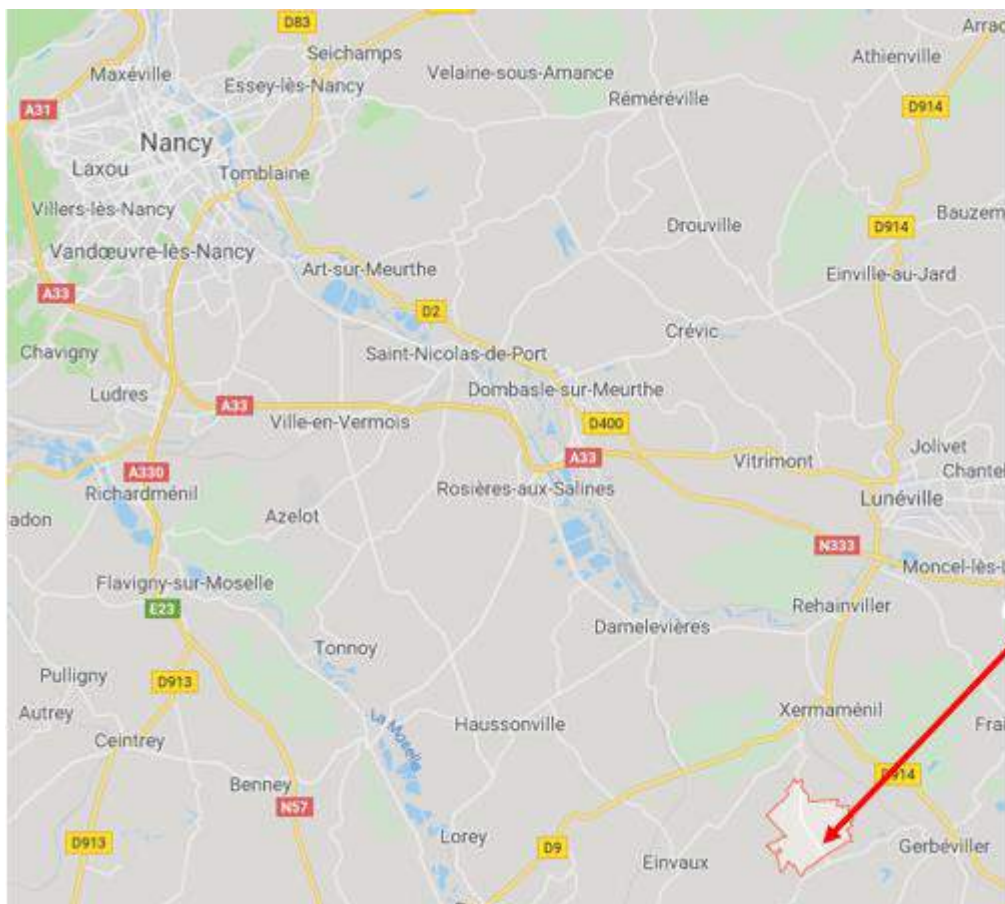 D83
Arrac
Seichamps
Athienville
Maxéville
Velaine-sous-Amance
Essey-lès-Nancy
Réméréville
A31
D914
Nancy
Laxou
Tomblaine
Villers-lès-Nancy
Bauzem
Drouville
D914
Vandœuvre-lès-Nancy
Art-sur-Meurthe
Einville-au-Jard
A33
D2
Crévic
Chavigny
Saint-Nicolas-de-Port
Ludres
Dombasle-sur-Meurthe
A33
Ville-en-Vermois
D400
Jolivet
A33
Vitrimont
A330
Chantel
Richardménil
Rosières-aux-Salines
Lunéville
adon
Azelot
N333
Moncel-lès-L
Flavigny-sur-Moselle
E23
Rehainviller
Damelevières
Tonnoy
Pulligny
D913
Autrey
La Moselle
Haussonville
Xermaménil
Frai
Ceintrey
D914
Benney
N57
D913
Lorey
D9
Einvaux
Gerbéviller